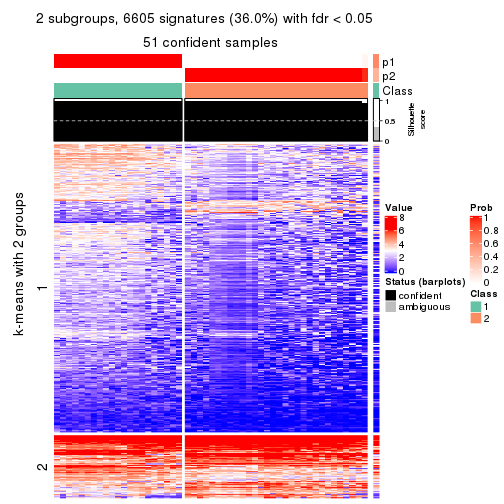 2 subgroups, 6605 signatures (36.0%) with fdr < 0.05
51 confident samples
p1
p2
Class
1
0.5
0
Silhouette
score
k-means with 2 groups
1
2
Value
8
6
4
2
0
Status (barplots)
confident
ambiguous
Prob
1
0.8
0.6
0.4
0.2
0
Class
1
2